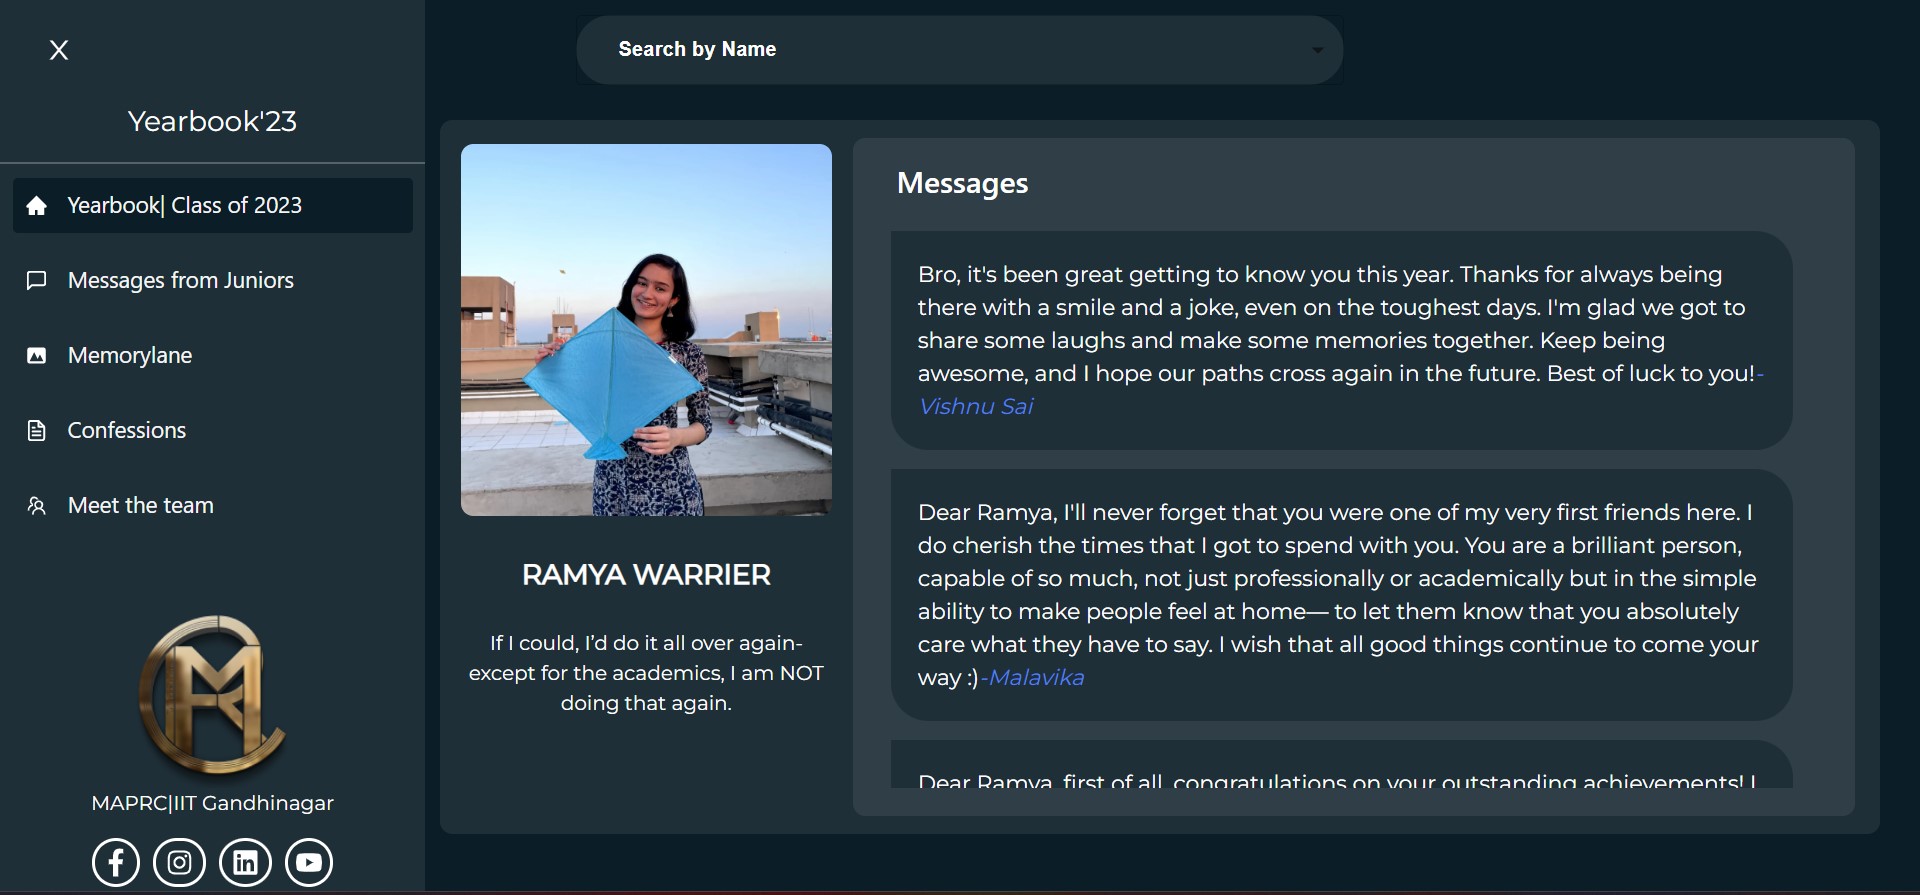 X
Search by Name
Yearbook'23
Yearbook| Class of 2023
Messages from Juniors
Memorylane
Confessions
Meet the team
MAPRC|IIT Gandhinagar
RAMYA WARRIER
If I could, I’d do it all over again-
except for the academics, I am NOT
doing that again.
Messages
Bro, it's been great getting to know you this year. Thanks for always being
there with a smile and a joke, even on the toughest days. I'm glad we got to
share some laughs and make some memories together. Keep being
awesome, and I hope our paths cross again in the future. Best of luck to you!-
Vishnu Sai
Dear Ramya, I'll never forget that you were one of my very first friends here. I
do cherish the times that I got to spend with you. You are a brilliant person,
capable of so much, not just professionally or academically but in the simple
ability to make people feel at home— to let them know that you absolutely
care what they have to say. I wish that all good things continue to come your
way :)-Malavika
Dear Ramya, first of all, congratulations on your outstanding achievements! I